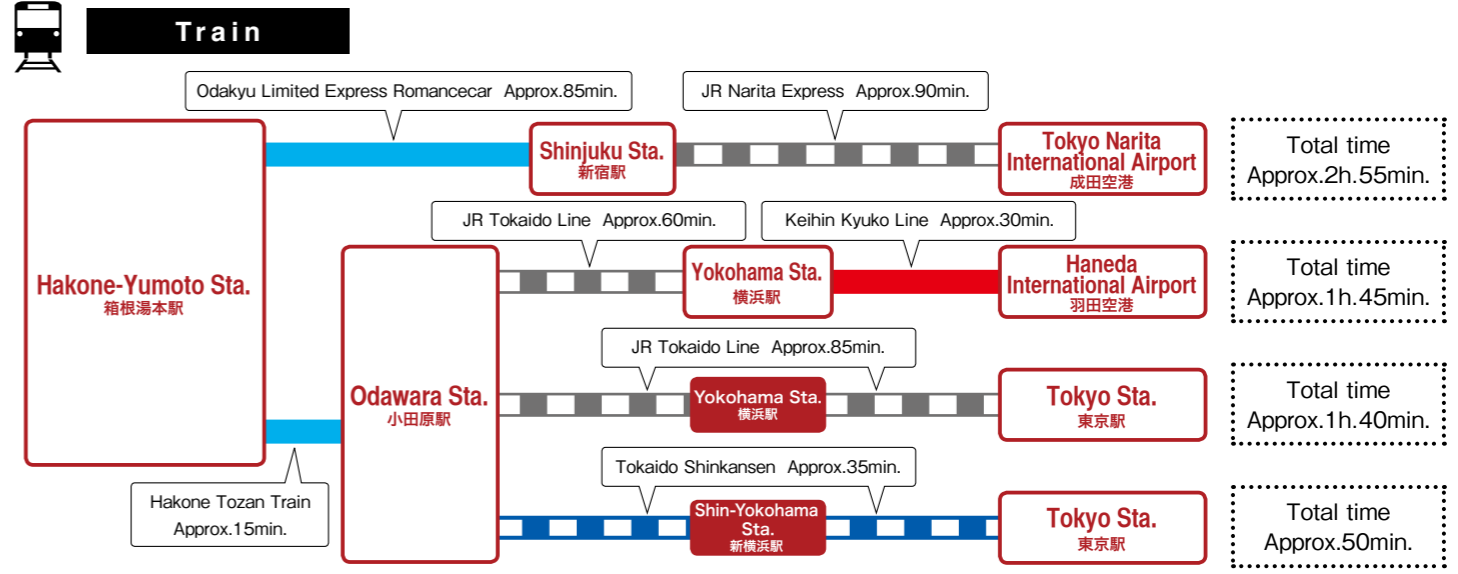 Train
Odakyu Limited Express Romancecar Approx.85min.
JR Narita Express Approx.90min.
Hakone-Yumoto Sta.
箱根湯本駅
Shinjuku Sta.
新宿駅
Tokyo Narita
International Airport
成田空港
Total time
Approx.2h.55min.
JR Tokaido Line Approx.60min.
Keihin Kyuko Line Approx.30min.
Odawara Sta.
小田原駅
Yokohama Sta.
横浜駅
Haneda
International Airport
羽田空港
Total time
Approx.1h.45min.
JR Tokaido Line Approx.85min.
Yokohama Sta.
横浜駅
Tokyo Sta.
東京駅
Total time
Approx.1h.40min.
Hakone Tozan Train
Approx.15min.
Tokaido Shinkansen Approx.35min.
Shin-Yokohama
Sta.
新横浜駅
Tokyo Sta.
東京駅
Total time
Approx.50min.